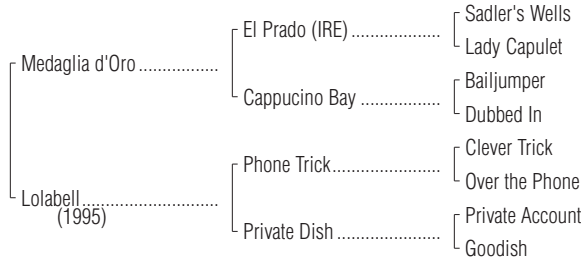 Sadler's Wells
El Prado (IRE) ....................
Lady Capulet
Medaglia d'Oro ..................
Bailjumper
Cappucino Bay ..................
Dubbed In
Clever Trick
Phone Trick.........................
Over the Phone
Lolabell...............................
(1995)
Private Account
Private Dish .......................
Goodish